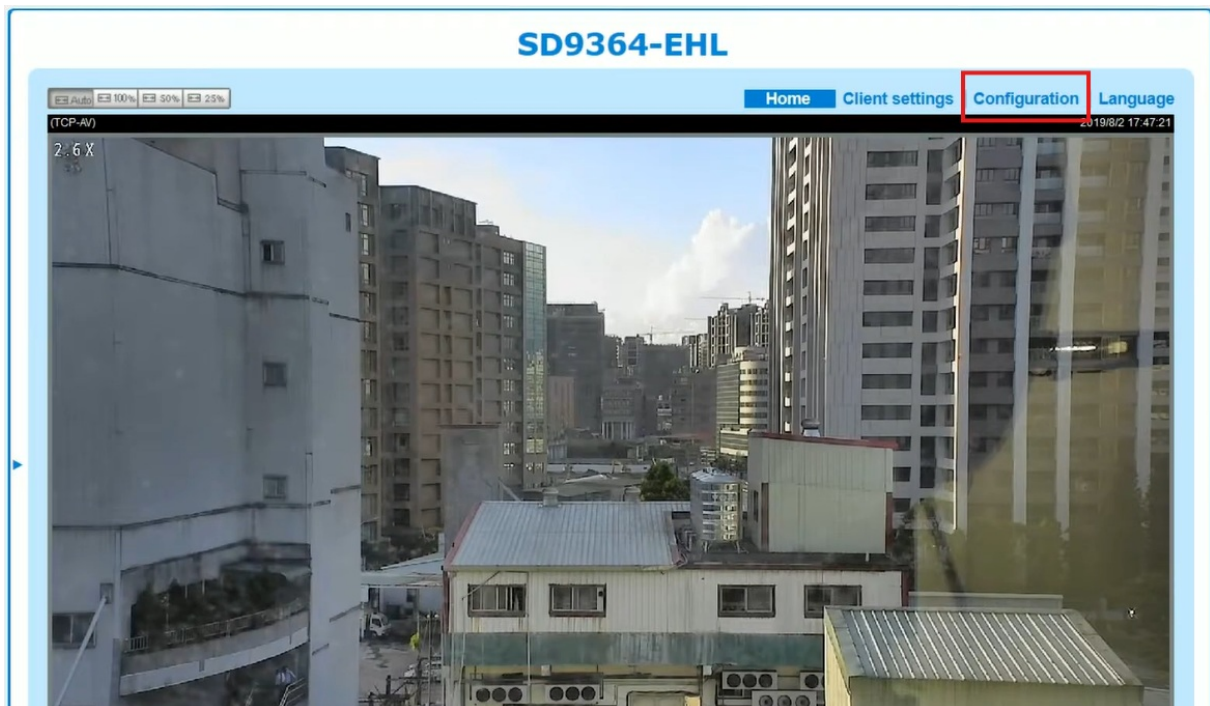 SD9364-EHL
Auto 100% 50% 25%
Home Client settings Configuration Language
(TCP-AV) 2019/8/2 17:47:21
2.6X